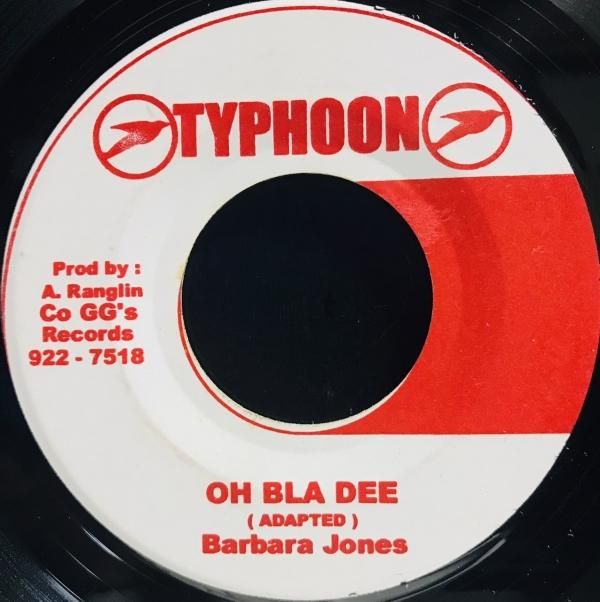 TYPHOON
Prod by :
A. Ranglin
Co GG's
Records
922 - 7518
OH BLA DEE
( ADAPTED )
Barbara Jones